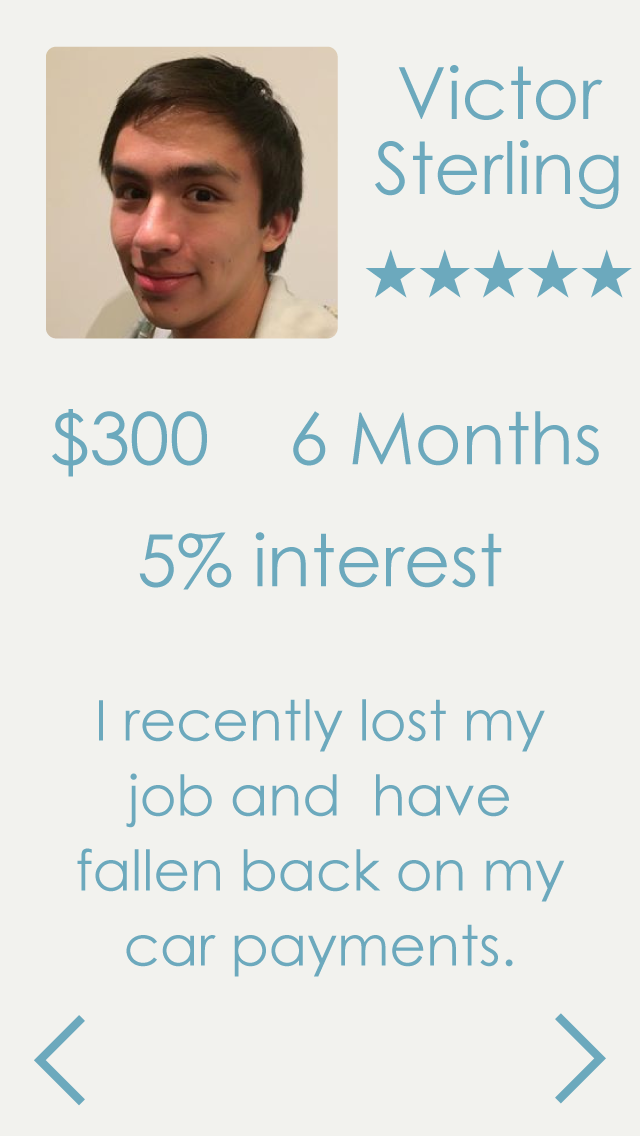 Victor
Sterling
$300 6 Months
5% interest
I recently lost my
job and have
fallen back on my
car payments.